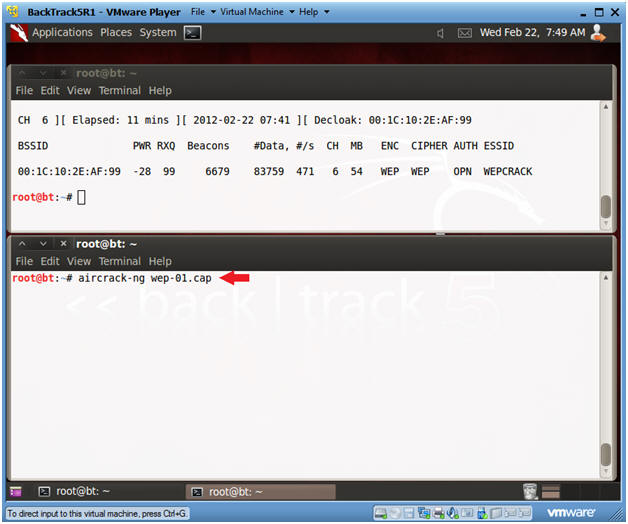 BackTrack5R1 - VMware Player File Virtual Machine Help
Applications Places System Wed Feb 22, 7:49 AM
root@bt: ~
File Edit View Terminal Help
CH 6 ][ Elapsed: 11 mins ][ 2012-02-22 07:41 ][ Decloak: 00:1C:10:2E:AF:99
BSSID PWR RXQ Beacons #Data, #/s CH MB ENC CIPHER AUTH ESSID
00:1C:10:2E:AF:99 -28 99 6679 83759 471 6 54 WEP WEP OPN WEPCRACK
root@bt:~#
root@bt: ~
File Edit View Terminal Help
root@bt:~# aircrack-ng wep-01.cap
<< back | track 5
root@bt: ~ root@bt: ~
To direct input to this virtual machine, press Ctrl+G. vmware